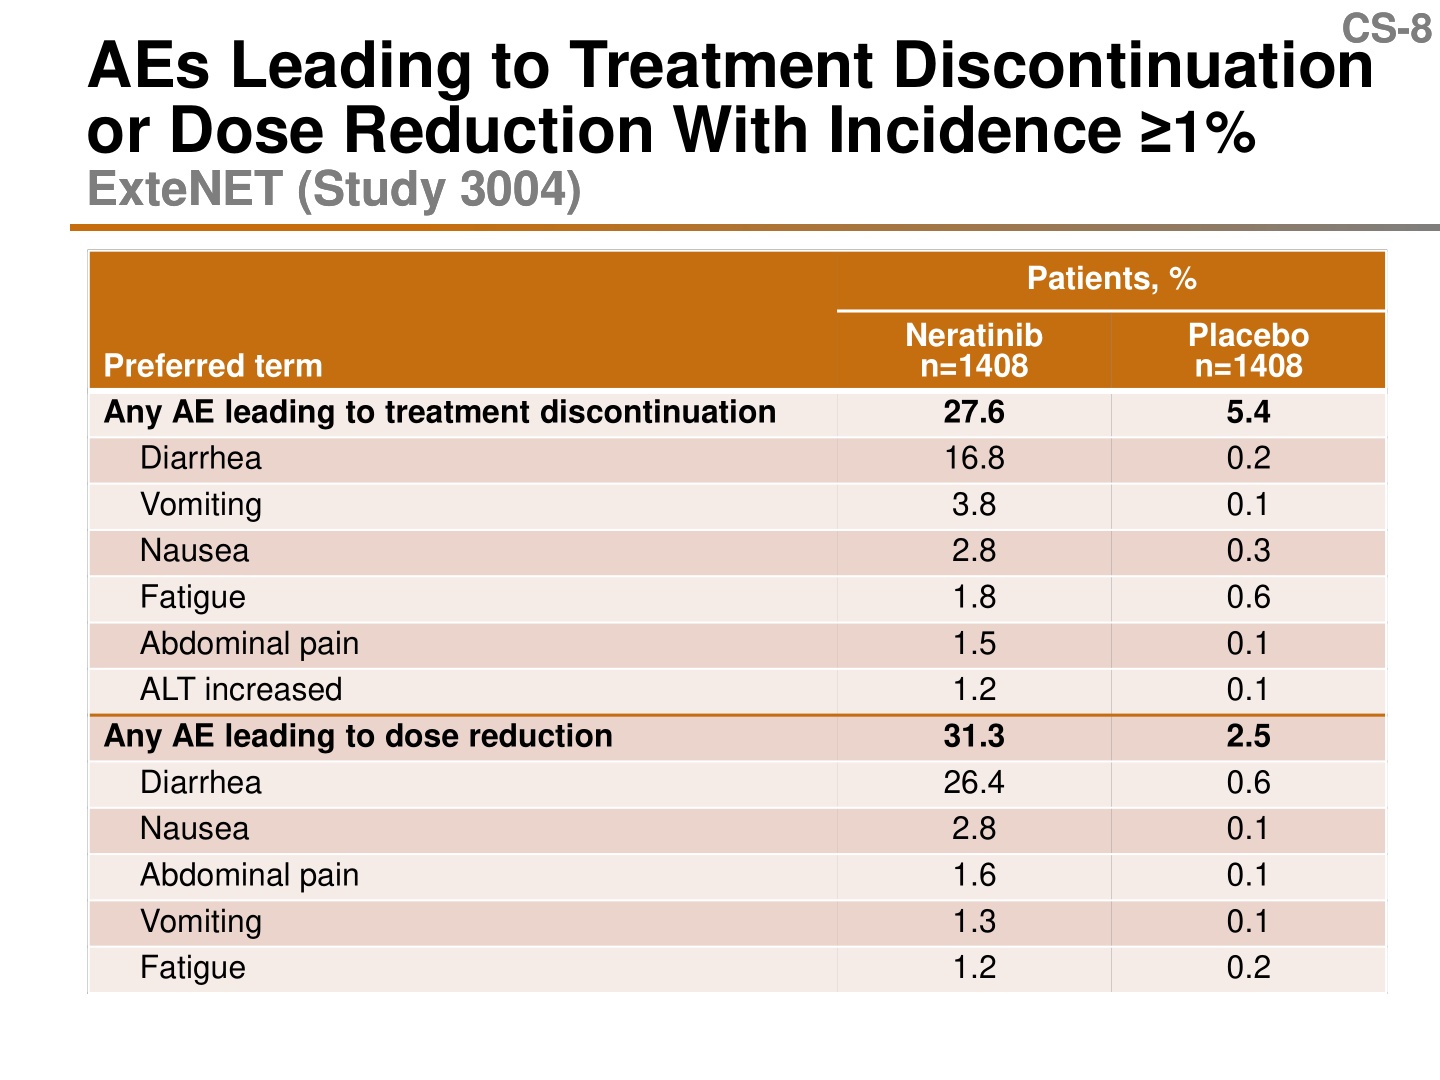 CS-8
AEs Leading to Treatment Discontinuation
or Dose Reduction With Incidence ≥1%
ExteNET (Study 3004)
Patients, %
Preferred term
Neratinib
n=1408
Placebo
n=1408
Any AE leading to treatment discontinuation 27.6 5.4
Diarrhea 16.8 0.2
Vomiting 3.8 0.1
Nausea 2.8 0.3
Fatigue 1.8 0.6
Abdominal pain 1.5 0.1
ALT increased 1.2 0.1
Any AE leading to dose reduction 31.3 2.5
Diarrhea 26.4 0.6
Nausea 2.8 0.1
Abdominal pain 1.6 0.1
Vomiting 1.3 0.1
Fatigue 1.2 0.2